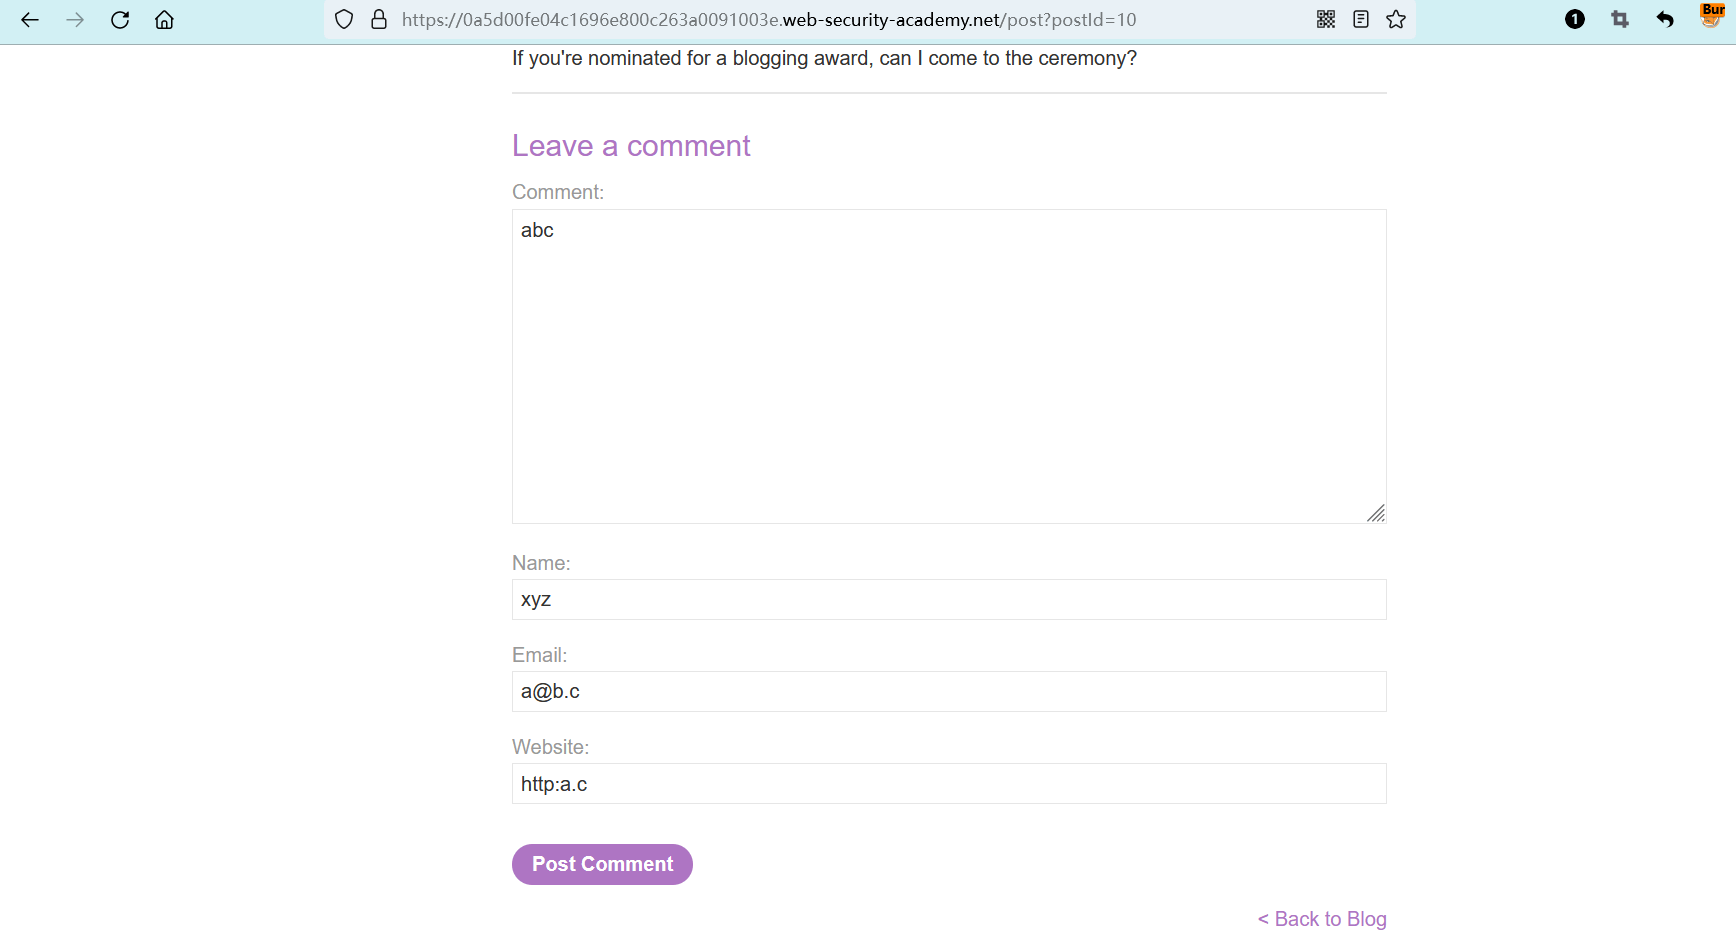 https://0a5d00fe04c1696e800c263a0091003e.web-security-academy.net/post?postId=10
1
Bur
If you're nominated for a blogging award, can I come to the ceremony?
Leave a comment
Comment:
abc
Name:
xyz
Email:
a@b.c
Website:
http:a.c
Post Comment
< Back to Blog